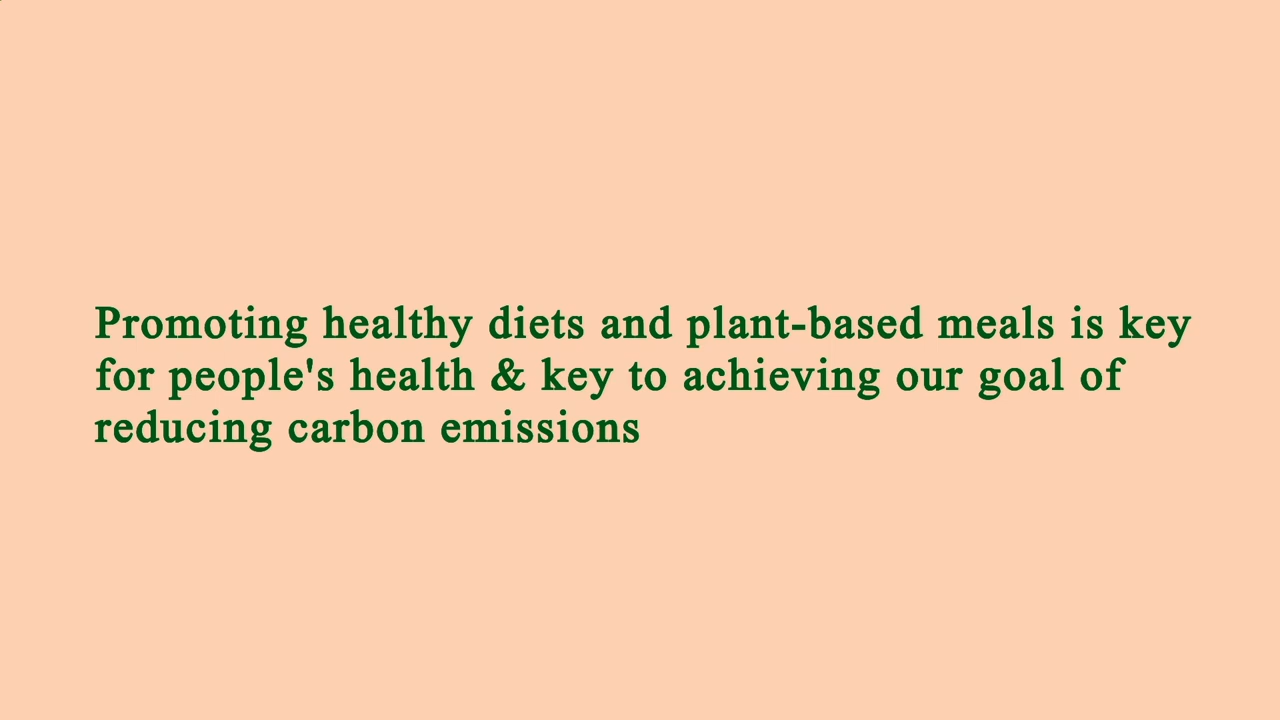 Promoting healthy diets and plant-based meals is key
for people's health & key to achieving our goal of
reducing carbon emissions